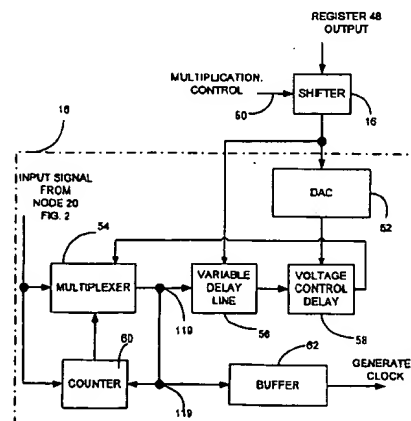 REGISTER 48
OUTPUT
MULTIPLICATION.
CONTROL
50
SHIFTER
16
16
INPUT SIGNAL
FROM
NODE 20
FIG. 2
DAC
52
54
MULTIPLEXER
119
VARIABLE
DELAY
LINE
56
VOLTAGE
CONTROL
DELAY
58
60
COUNTER
119
62
BUFFER
GENERATE
CLOCK